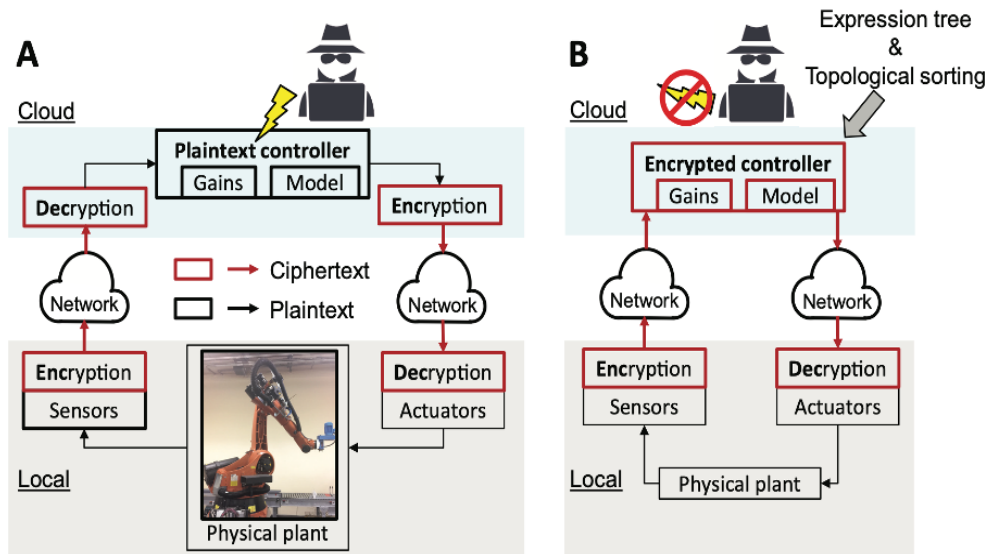 A
Cloud
Plaintext controller
Gains
Model
Decryption
Encryption
Network
Ciphertext
Plaintext
Network
Encryption
Sensors
Decryption
Actuators
Local
Physical plant
B
Expression tree
&
Topological sorting
Cloud
Encrypted controller
Gains
Model
Network
Network
Encryption
Sensors
Decryption
Actuators
Local
Physical plant